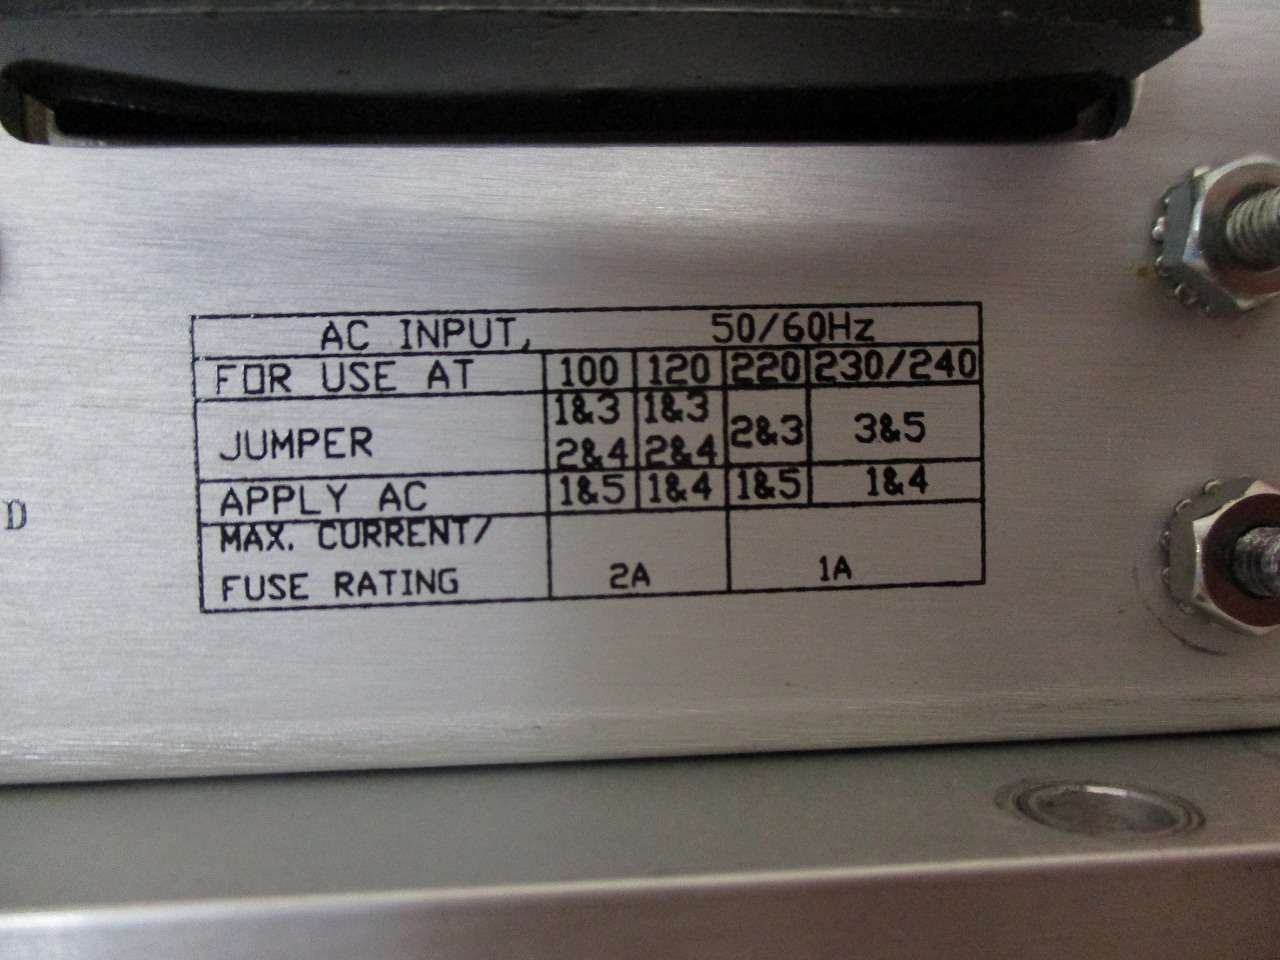 AC INPUT, 50/60Hz
FOR USE AT 100 120 220 230/240
JUMPER 1&3 2&4 1&3 2&4 2&3 3&5
APPLY AC 1&5 1&4 1&5 1&4
MAX. CURRENT/
FUSE RATING 2A 1A
D